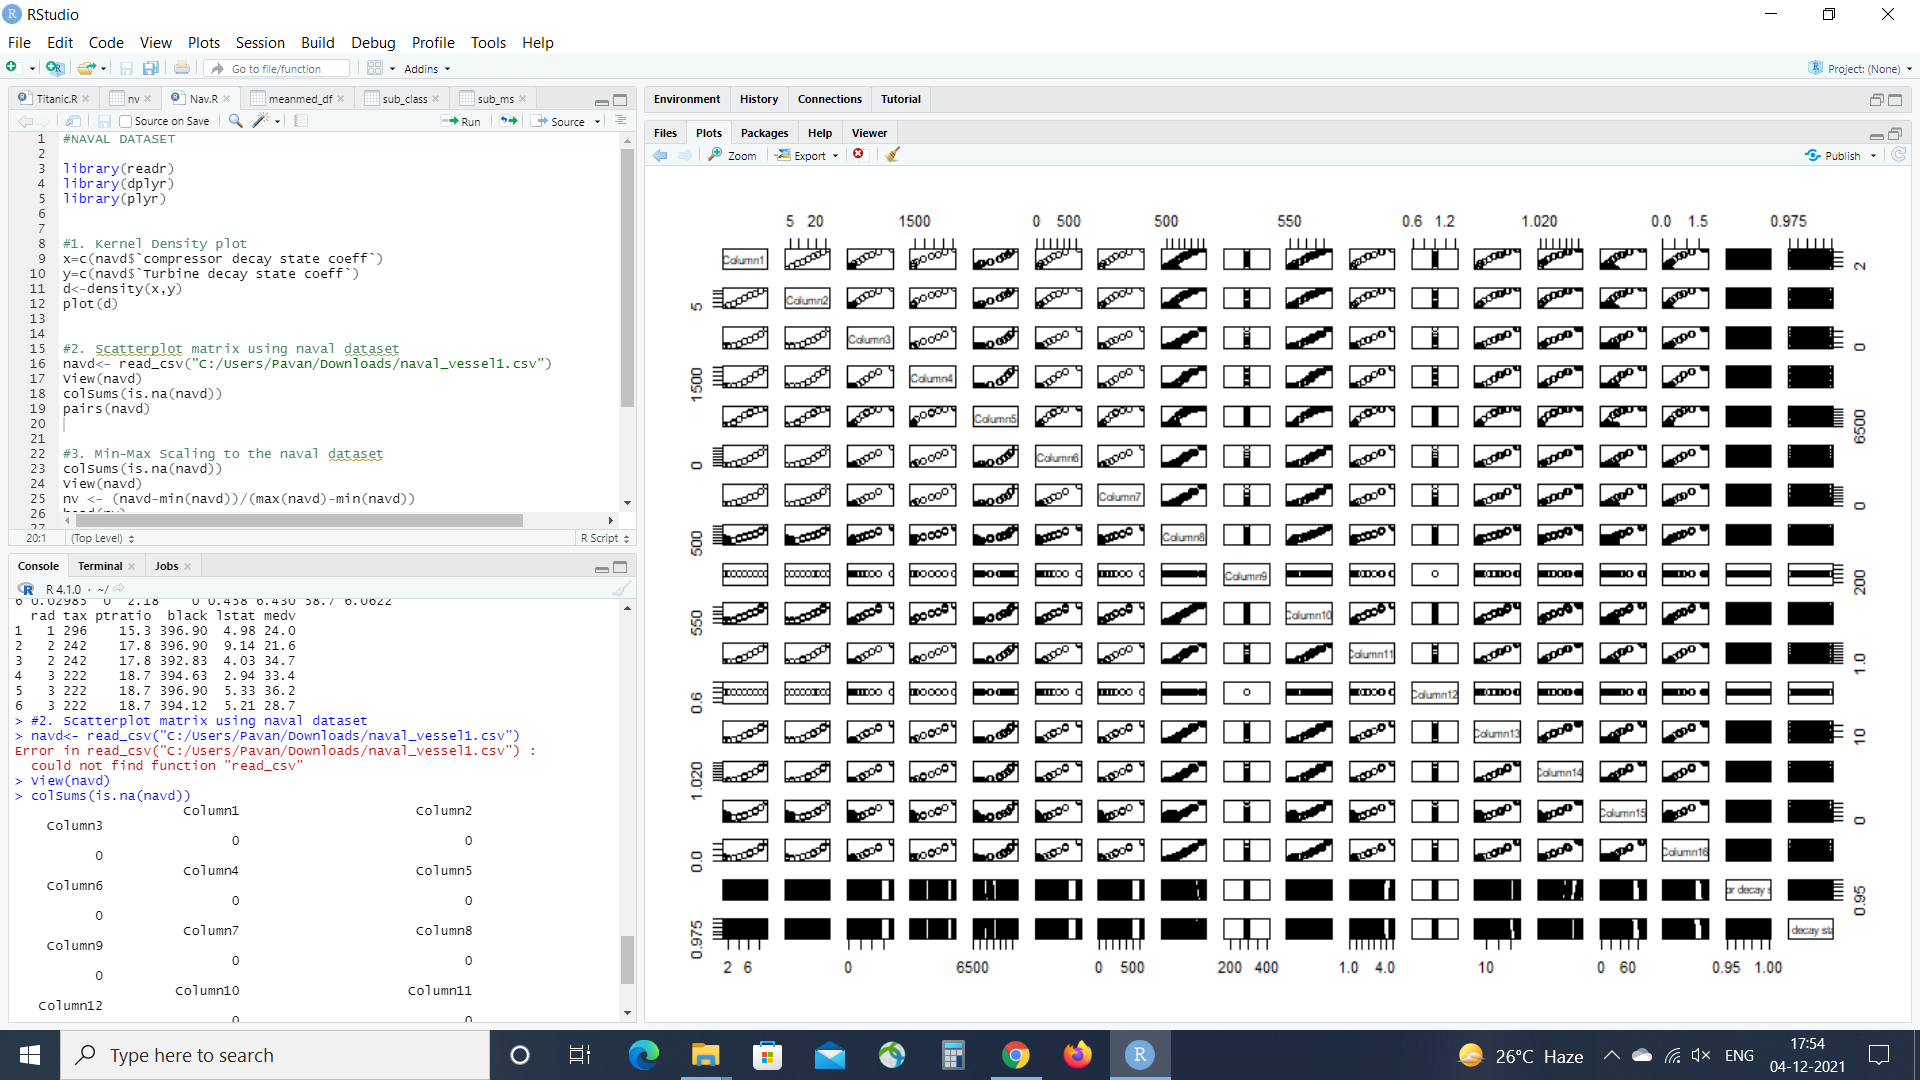 RStudio
File Edit Code View Plots Session Build Debug Profile Tools Help
Go to file/function Addins Project: (None)
Titanic.R nv Nav.R meanmed_df sub_class sub_ms
Source on Save Run Source
1 #NAVAL DATASET
2
3 library(readr)
4 library(dplyr)
5 library(plyr)
6
7
8 #1. Kernel Density plot
9 x=c(navd$`Compressor decay state coeff`)
10 y=c(navd$`Turbine decay state coeff`)
11 d<-density(x,y)
12 plot(d)
13
14
15 #2. Scatterplot matrix using naval dataset
16 navd<- read_csv("C:/Users/Pavan/Downloads/naval_vessel1.csv")
17 View(navd)
18 colSums(is.na(navd))
19 pairs(navd)
20
21
22 #3. Min-Max Scaling to the naval dataset
23 colSums(is.na(navd))
24 View(navd)
25 nv <- (navd-min(navd))/(max(navd)-min(navd))
26
27
20:1 (Top Level) R Script
Console Terminal Jobs
R 4.1.0 · ~/
6 0.02985 0 2.18 0 0.458 6.430 58.7 6.0622
rad tax ptratio black lstat medv
1 1 296 15.3 396.90 4.98 24.0
2 2 242 17.8 396.90 9.14 21.6
3 2 242 17.8 392.83 4.03 34.7
4 3 222 18.7 394.63 2.94 33.4
5 3 222 18.7 396.90 5.33 36.2
6 3 222 18.7 394.12 5.21 28.7
> #2. Scatterplot matrix using naval dataset
> navd<- read_csv("C:/Users/Pavan/Downloads/naval_vessel1.csv")
Error in read_csv("C:/Users/Pavan/Downloads/naval_vessel1.csv") :
could not find function "read_csv"
> View(navd)
> colSums(is.na(navd))
Column1 Column2
Column3
0 0
0
Column4 Column5
Column6
0 0
0
Column7 Column8
Column9
0 0
0
Column10 Column11
Column12
0 0
Environment History Connections Tutorial
Files Plots Packages Help Viewer
Zoom Export Publish
5 20 1500 0 500 500 550 0.6 1.2 1.020 0.0 1.5 0.975
Column1 2
5 Column2
Column3 0
1500 Column4
Column5 6500
0 Column6
Column7 0
500 Column8
Column9 200
550 Column10
Column11 1.0
0.6 Column12
Column13 10
1.020 Column14
Column15 0
0.0 Column16
or decay s 0.95
0.975 decay sta
2 6 0 6500 0 500 200 400 1.0 4.0 10 0 60 0.95 1.00
Type here to search
26°C Haze ENG
17:54
04-12-2021